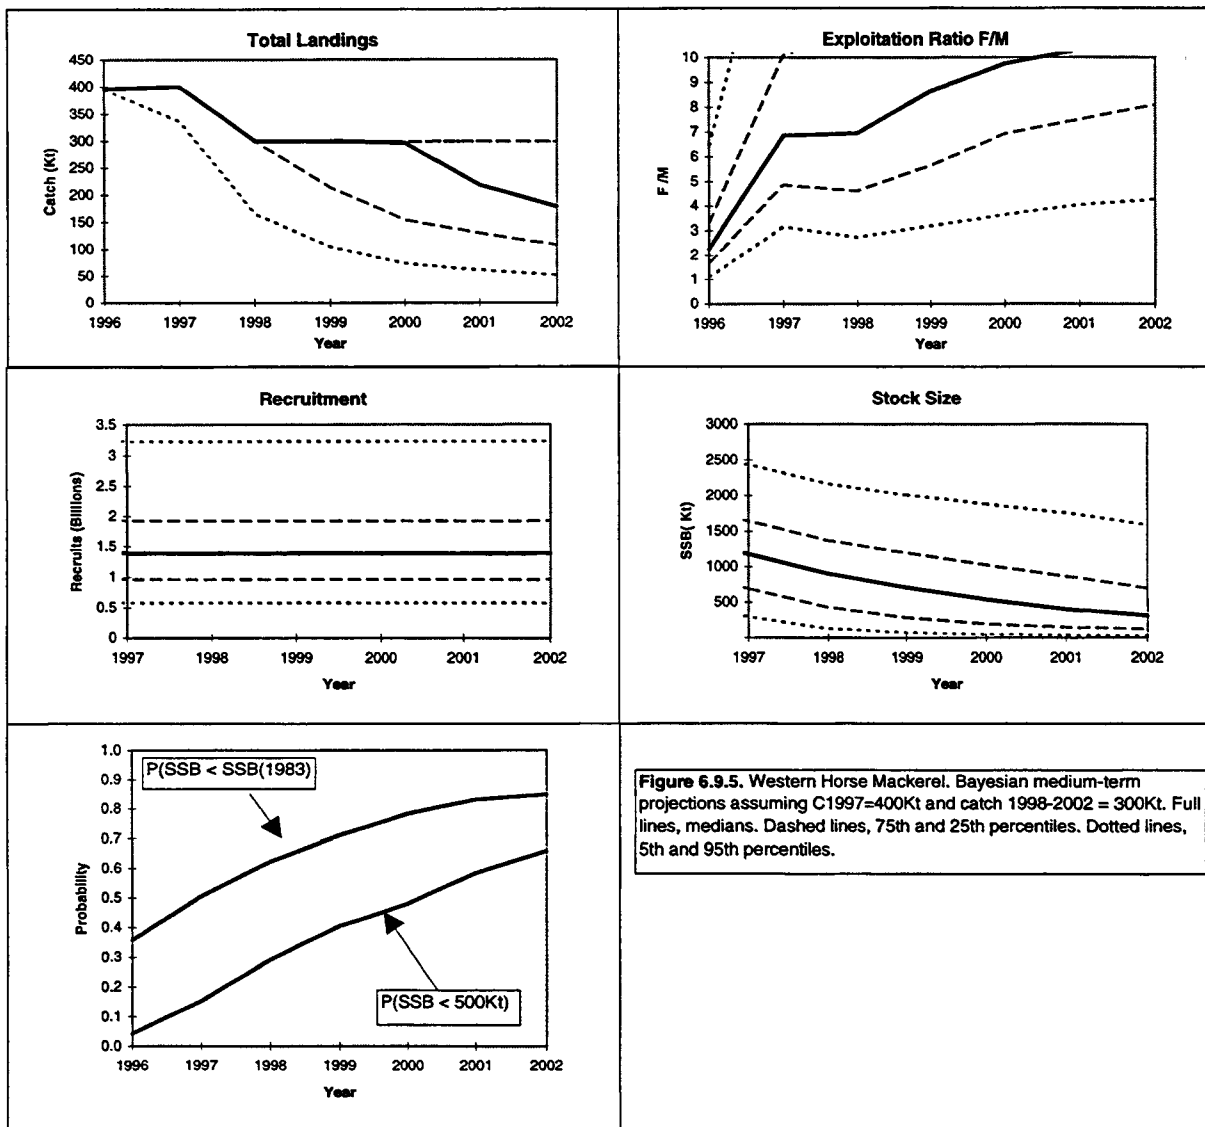 Total Landings
450
400
350
300
250
200
150
100
50
0
Catch (Kt)
1996 1997 1998 1999 2000 2001 2002
Year
Exploitation Ratio F/M
10
9
8
7
6
5
4
3
2
1
0
F /M
1996 1997 1998 1999 2000 2001 2002
Year
Recruitment
3.5
3
2.5
2
1.5
1
0.5
0
Recruits (Billlions)
1997 1998 1999 2000 2001 2002
Year
Stock Size
3000
2500
2000
1500
1000
500
SSB( Kt)
1997 1998 1999 2000 2001 2002
Year
1.0
0.9
0.8
0.7
0.6
0.5
0.4
0.3
0.2
0.1
0.0
Probability
P(SSB < SSB(1983)
P(SSB < 500Kt)
1996 1997 1998 1999 2000 2001 2002
Year
Figure 6.9.5. Western Horse Mackerel. Bayesian medium-term
projections assuming C1997=400Kt and catch 1998-2002 = 300Kt. Full
lines, medians. Dashed lines, 75th and 25th percentiles. Dotted lines,
5th and 95th percentiles.